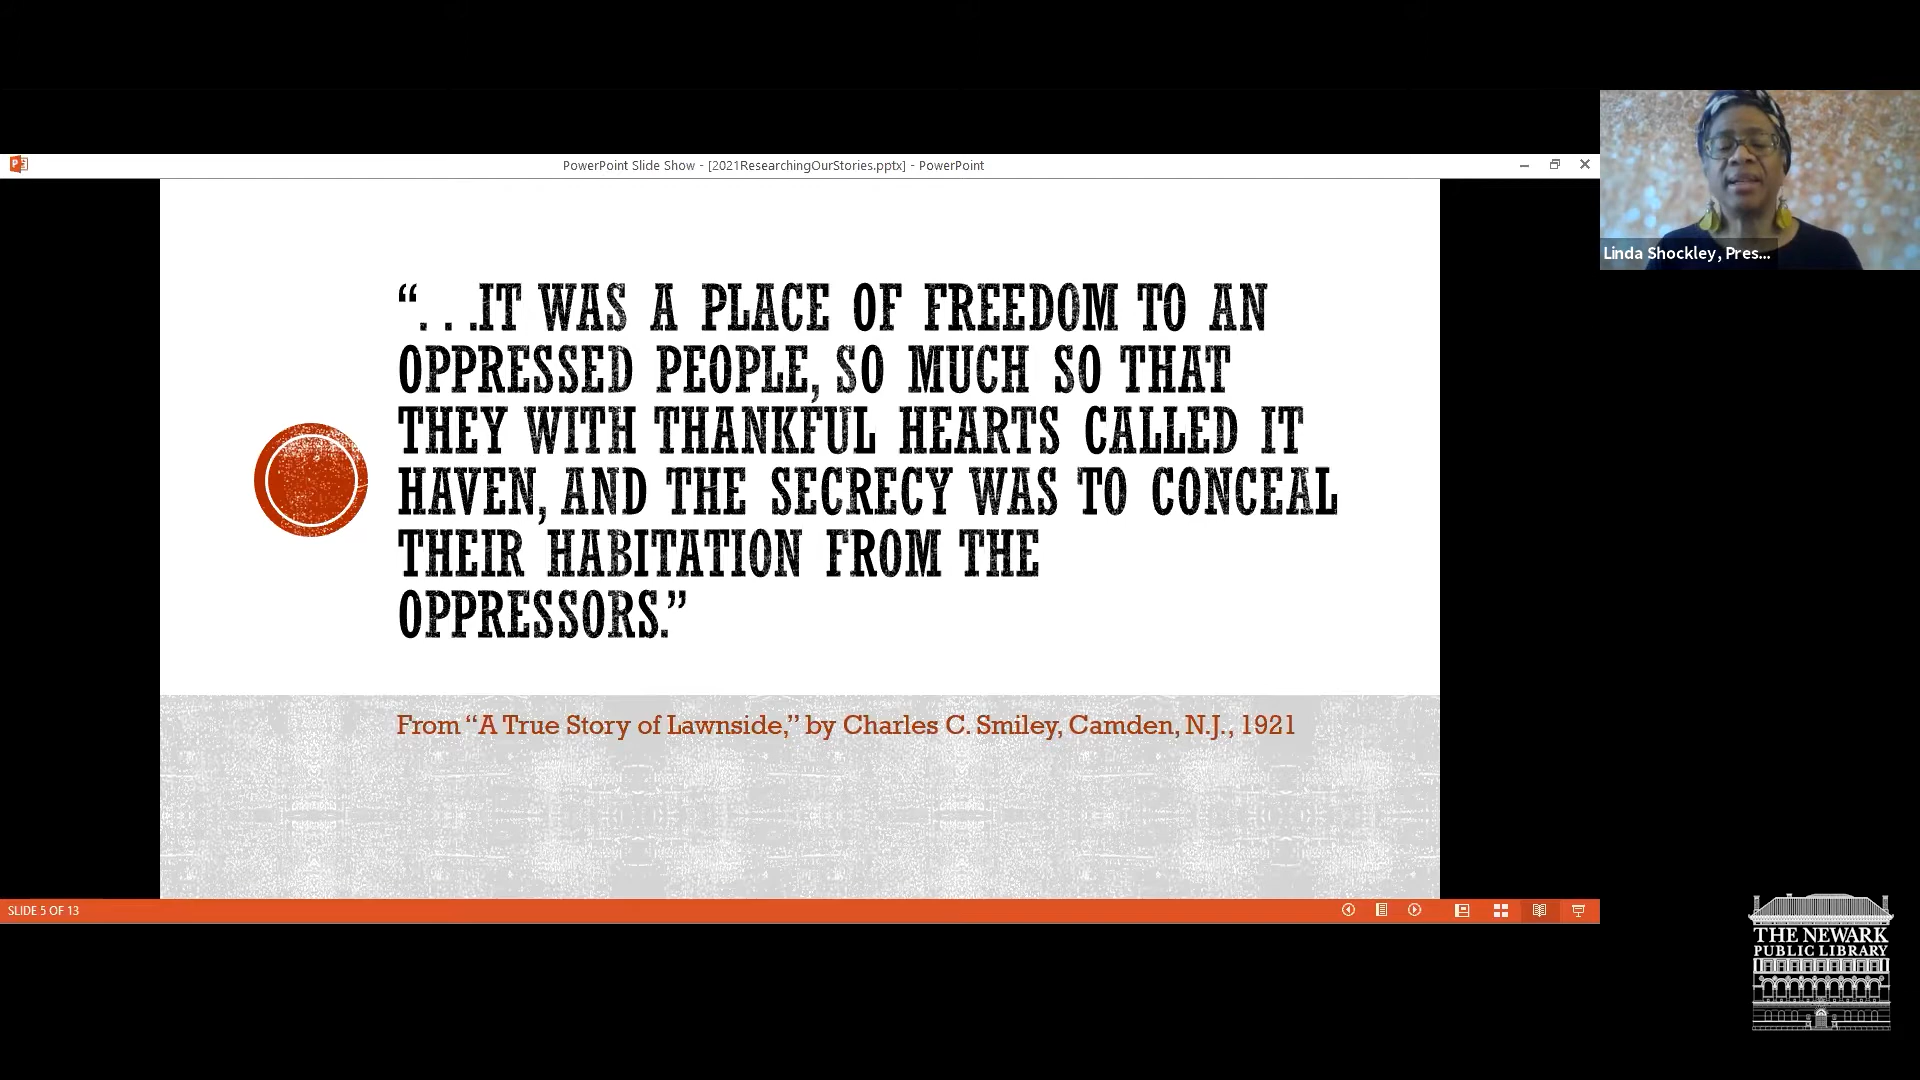 PowerPoint Slide Show - [2021ResearchingOurStories.pptx] - PowerPoint
Linda Shockley, Pres...
“. . .IT WAS A PLACE OF FREEDOM TO AN
OPPRESSED PEOPLE, SO MUCH SO THAT
THEY WITH THANKFUL HEARTS CALLED IT
HAVEN, AND THE SECRECY WAS TO CONCEAL
THEIR HABITATION FROM THE
OPPRESSORS.”
From “A True Story of Lawnside,” by Charles C. Smiley, Camden, N.J., 1921
SLIDE 5 OF 13
THE NEWARK
PUBLIC LIBRARY